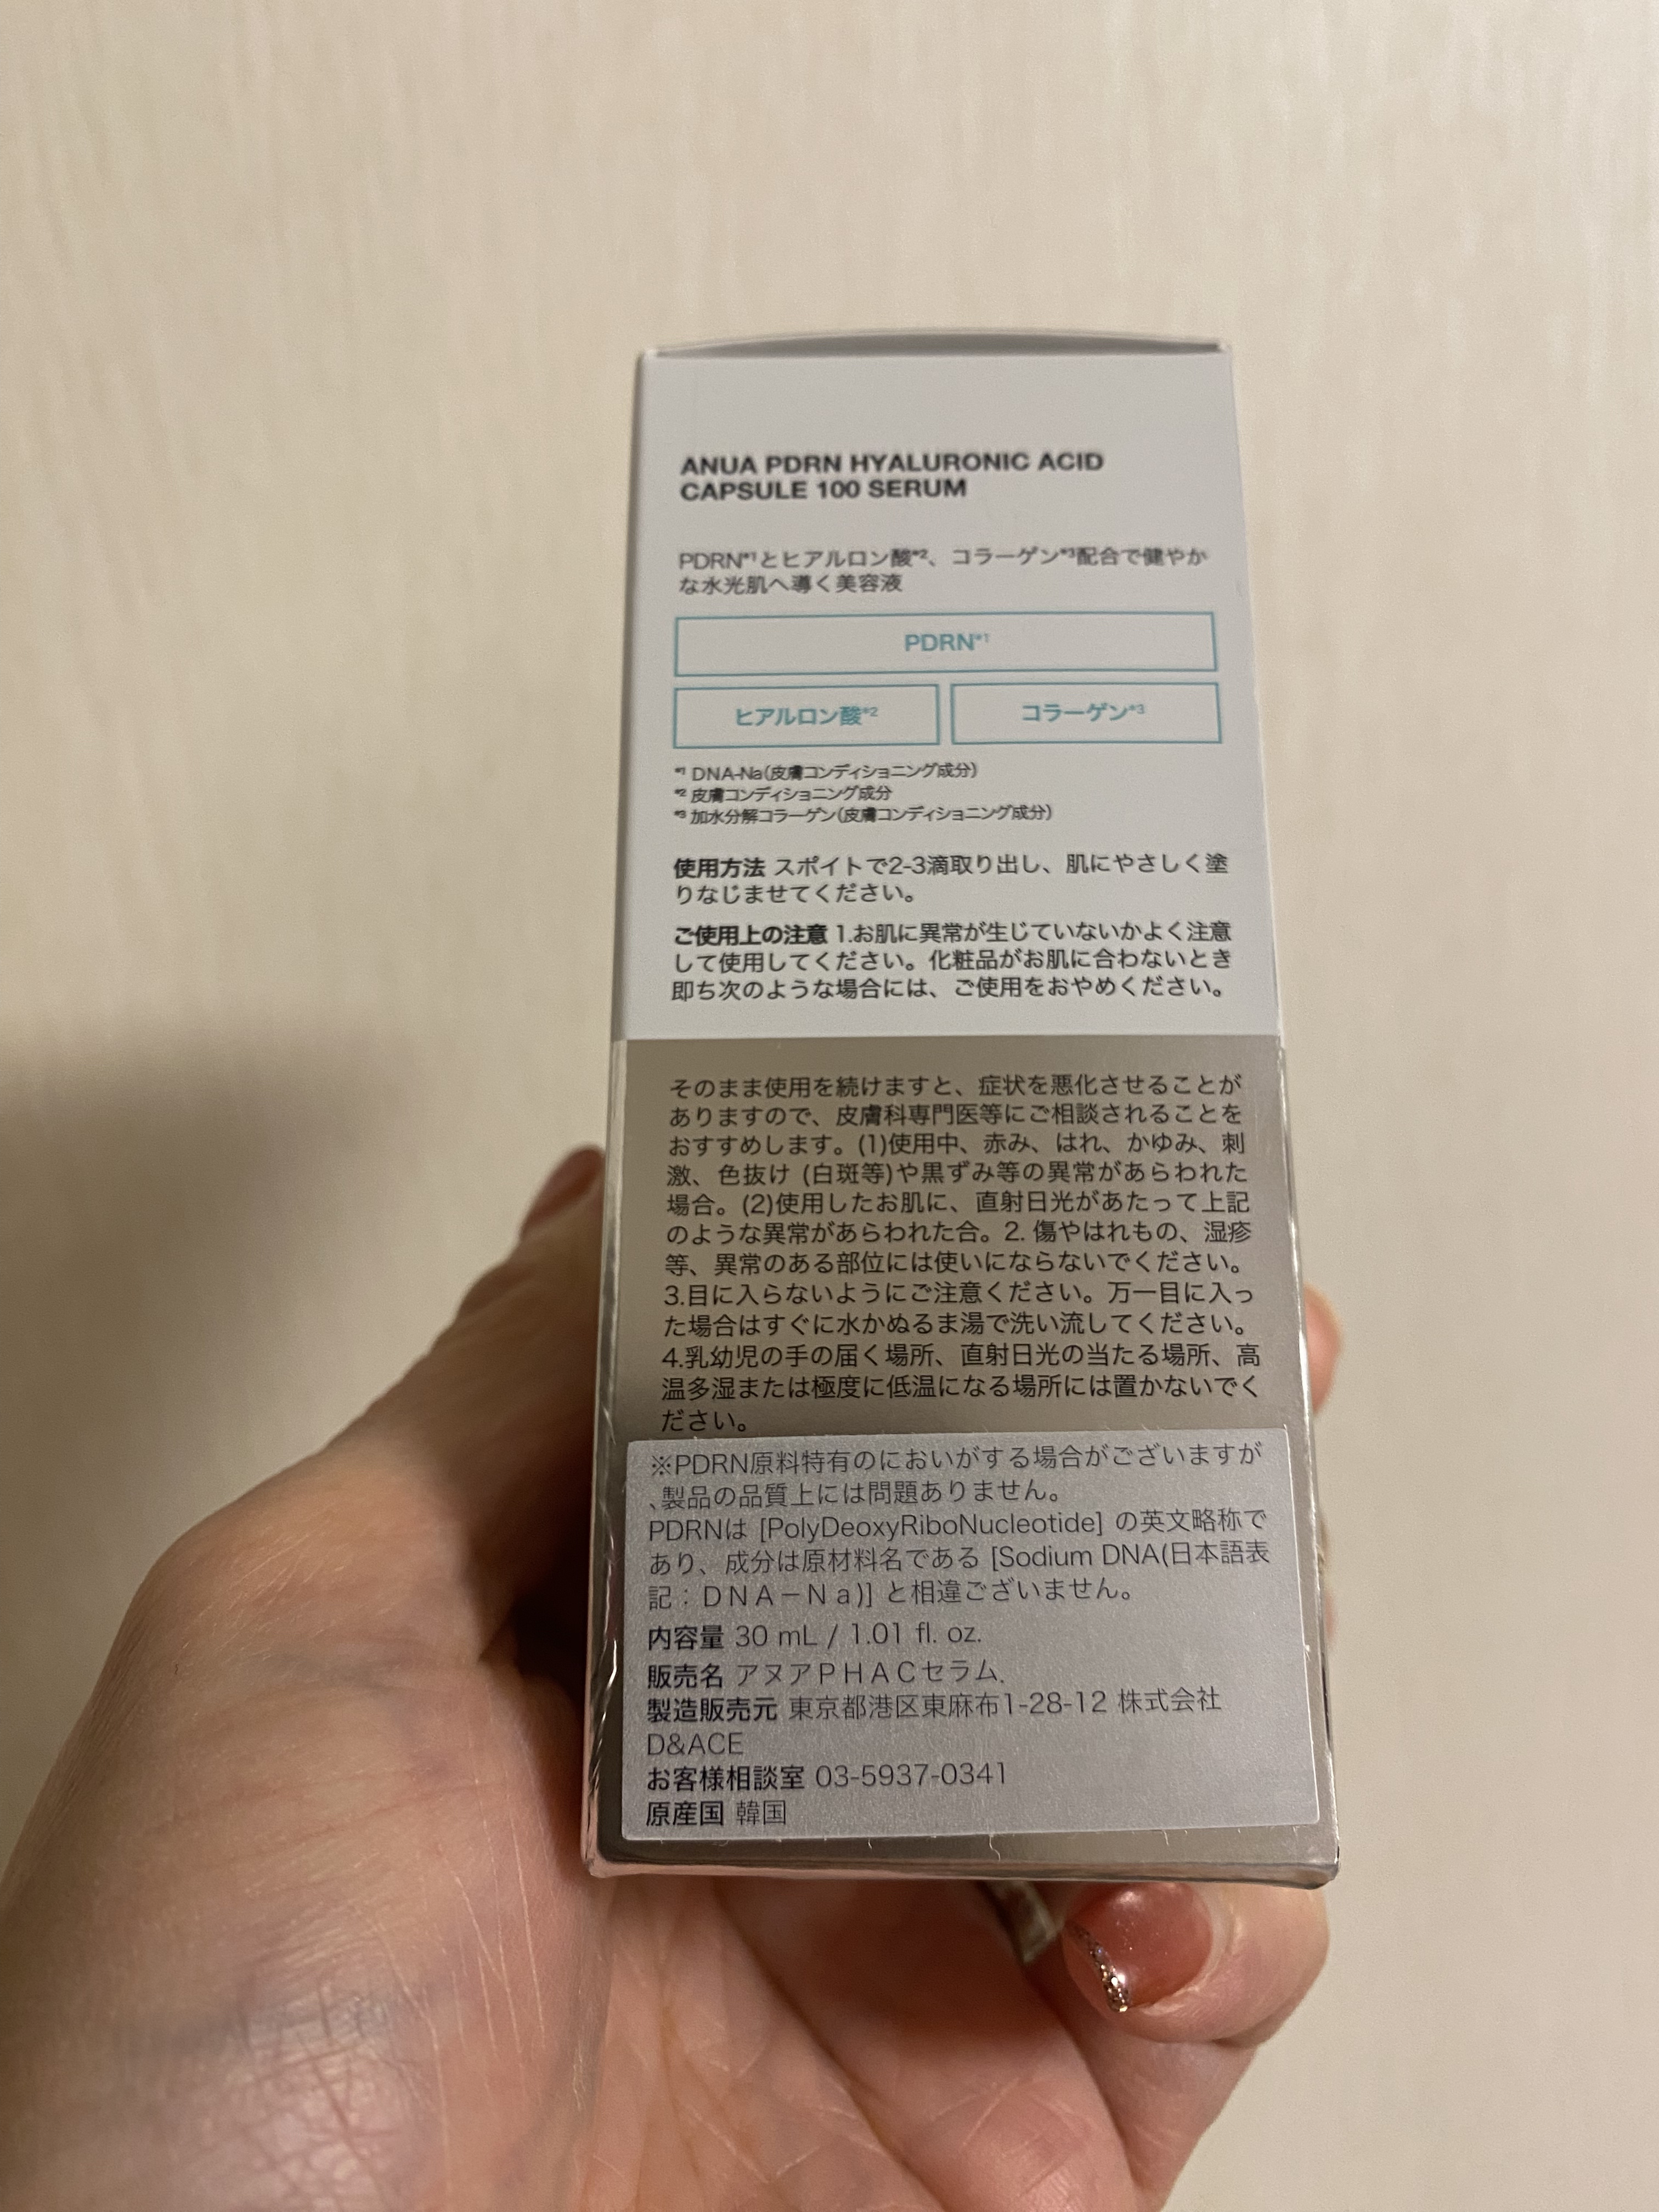 ANUA PDRN HYALURONIC ACID
CAPSULE 100 SERUM
PDRN*1とヒアルロン酸*2、コラーゲン*3配合で健やか
な水光肌へ導く美容液
PDRN*1
ヒアルロン酸*2
コラーゲン*3
*1 DNA-Na(皮膚コンディショニング成分)
*2 皮膚コンディショニング成分
*3 加水分解コラーゲン(皮膚コンディショニング成分)
使用方法 スポイトで2-3滴取り出し、肌にやさしく塗
りなじませてください。
ご使用上の注意 1.お肌に異常が生じていないかよく注意
して使用してください。化粧品がお肌に合わないとき
即ち次のような場合には、ご使用をおやめください。
そのまま使用を続けますと、症状を悪化させることが
ありますので、皮膚科専門医等にご相談されることを
おすすめします。(1)使用中、赤み、はれ、かゆみ、刺
激、色抜け (白斑等)や黒ずみ等の異常があらわれた
場合。(2)使用したお肌に、直射日光があたって上記
のような異常があらわれた合。2. 傷やはれもの、湿疹
等、異常のある部位には使いにならないでください。
3.目に入らないようにご注意ください。万一目に入っ
た場合はすぐに水かぬるま湯で洗い流してください。
4.乳幼児の手の届く場所、直射日光の当たる場所、高
温多湿または極度に低温になる場所には置かないでく
ださい。
※PDRN原料特有のにおいがする場合がございますが
、製品の品質上には問題ありません。
PDRNは [PolyDeoxyRiboNucleotide] の英文略称で
あり、成分は原材料名である [Sodium DNA(日本語表
記：ＤＮＡ－Ｎａ)] と相違ございません。
内容量 30 mL / 1.01 fl. oz.
販売名 アヌアＰＨＡＣセラム、
製造販売元 東京都港区東麻布1-28-12 株式会社
D&ACE
お客様相談室 03-5937-0341
原産国 韓国